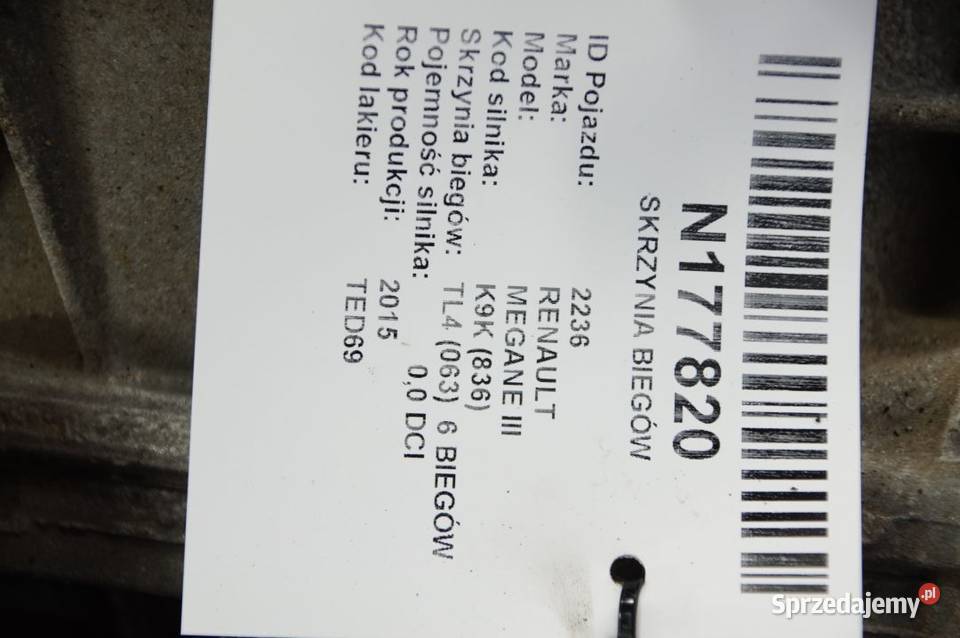 N177820
SKRZYNIA BIEGÓW
ID Pojazdu: 2236
Marka: RENAULT
Model: MEGANE III
Kod silnika: K9K (836)
Skrzynia biegów: TL4 (063) 6 BIEGÓW
Pojemność silnika: 0,0 DCI
Rok produkcji: 2015
Kod lakieru: TED69
Sprzedajemy.pl